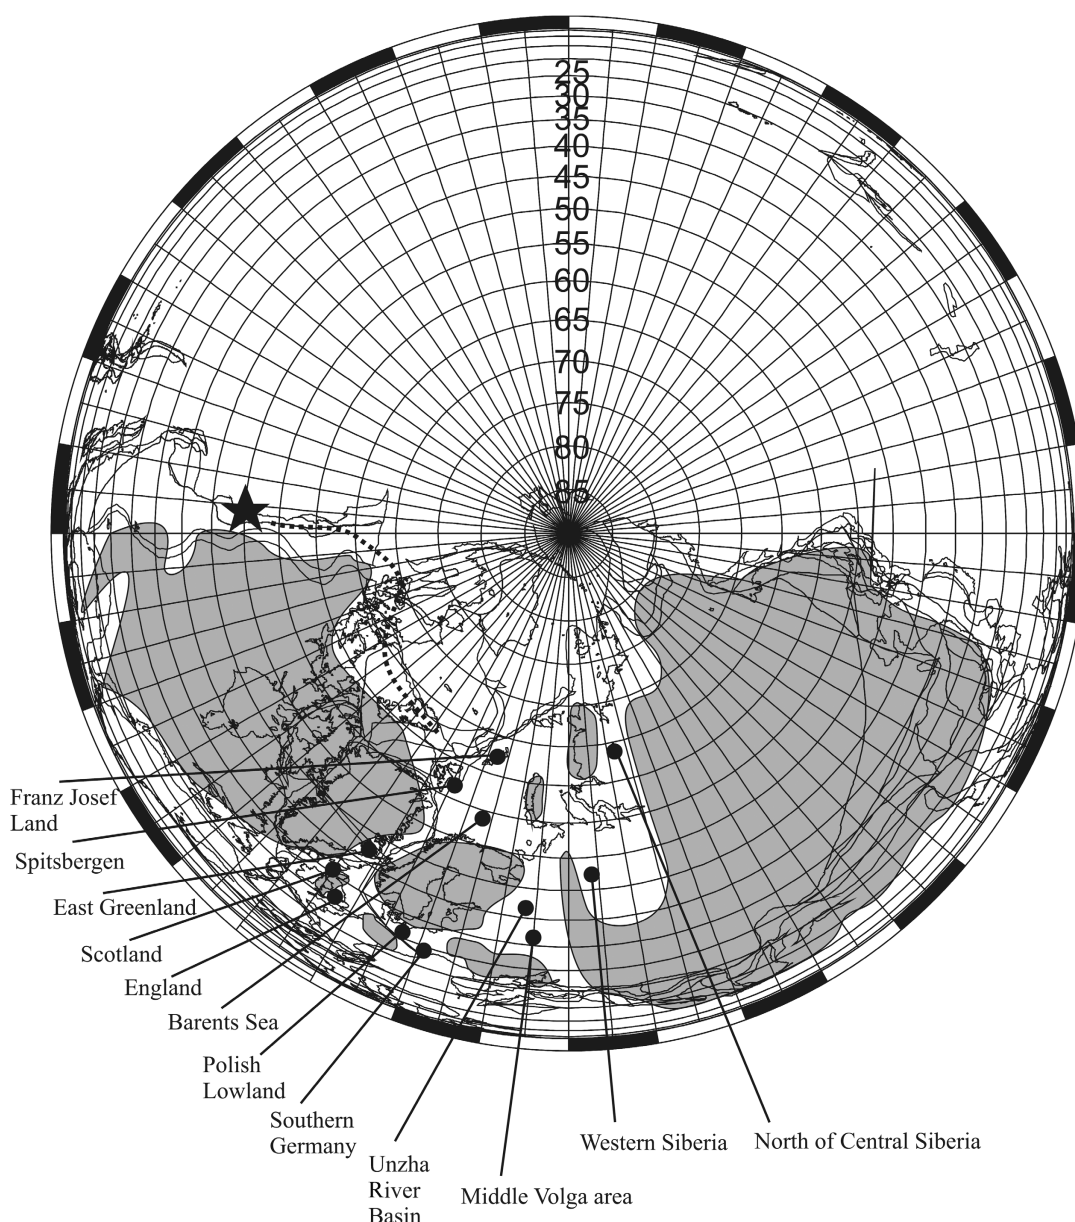 25
30
35
40
45
50
55
60
65
70
75
80
85
Franz Josef
Land
Spitsbergen
East Greenland
Scotland
England
Barents Sea
Polish
Lowland
Southern
Germany
Unzha
River
Basin
Middle Volga area
Western Siberia
North of Central Siberia